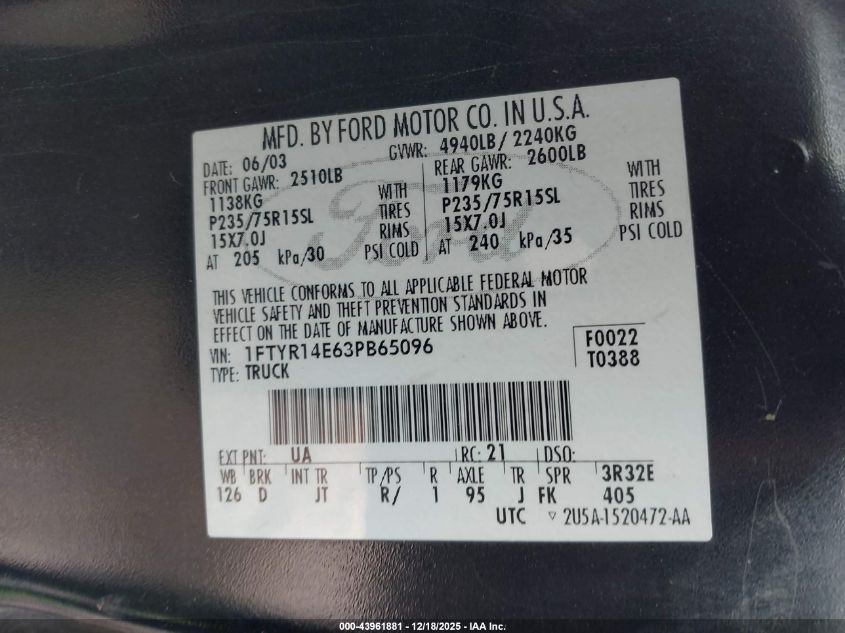 MFD. BY FORD MOTOR CO. IN U.S.A.
DATE: 06/03 GVWR: 4940LB/ 2240KG
FRONT GAWR: 2510LB REAR GAWR: 2600LB
1138KG WITH 1179KG WITH
P235/75R15SL TIRES P235/75R15SL TIRES
15X7.0J RIMS 15X7.0J RIMS
AT 205 kPa/30 PSI COLD AT 240 kPa/35 PSI COLD
Ford
THIS VEHICLE CONFORMS TO ALL APPLICABLE FEDERAL MOTOR
VEHICLE SAFETY AND THEFT PREVENTION STANDARDS IN
EFFECT ON THE DATE OF MANUFACTURE SHOWN ABOVE.
VIN: 1FTYR14E63PB65096 F0022
TYPE: TRUCK T0388
EXT PNT: UA RC: 21 DSO:
WB BRK INT TR TP/PS R AXLE TR SPR 3R32E
126 D JT R/ 1 95 J FK 405
UTC ▽ 2U5A-1520472-AA
000-43961881 - 12/18/2025 - IAA Inc.